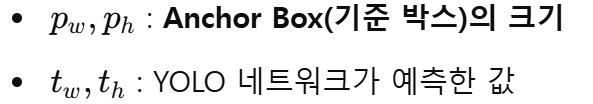 • p_w, p_h : Anchor Box(기준 박스)의 크기
• t_w, t_h : YOLO 네트워크가 예측한 값